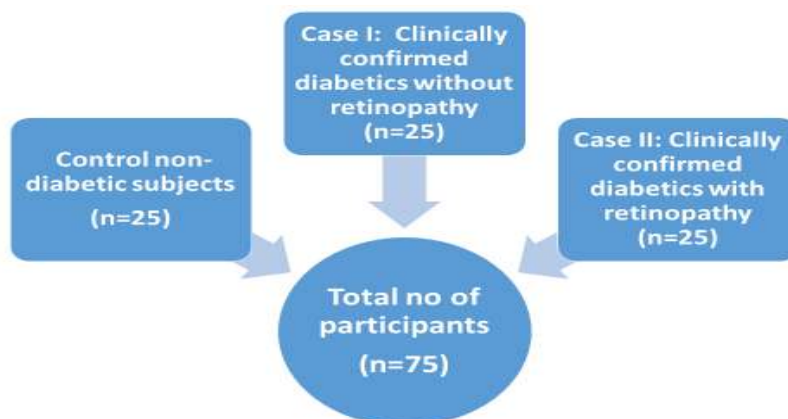 Case I:  Clinically
confirmed
diabetics without
retinopathy
(n=25)
Control non-
diabetic subjects
(n=25)
Case II: Clinically
confirmed
diabetics with
retinopathy
(n=25)
Total no of
participants
(n=75)